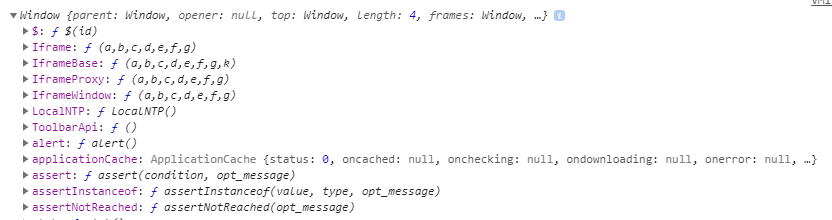 VM1
▼Window {parent: Window, opener: null, top: Window, length: 4, frames: Window, …} i
▶$: ƒ $(id)
▶Iframe: ƒ (a,b,c,d,e,f,g)
▶IframeBase: ƒ (a,b,c,d,e,f,g,k)
▶IframeProxy: ƒ (a,b,c,d,e,f,g)
▶IframeWindow: ƒ (a,b,c,d,e,f,g)
▶LocalNTP: ƒ LocalNTP()
▶ToolbarApi: ƒ ()
▶alert: ƒ alert()
▶applicationCache: ApplicationCache {status: 0, oncached: null, onchecking: null, ondownloading: null, onerror: null, …}
▶assert: ƒ assert(condition, opt_message)
▶assertInstanceof: ƒ assertInstanceof(value, type, opt_message)
▶assertNotReached: ƒ assertNotReached(opt_message)